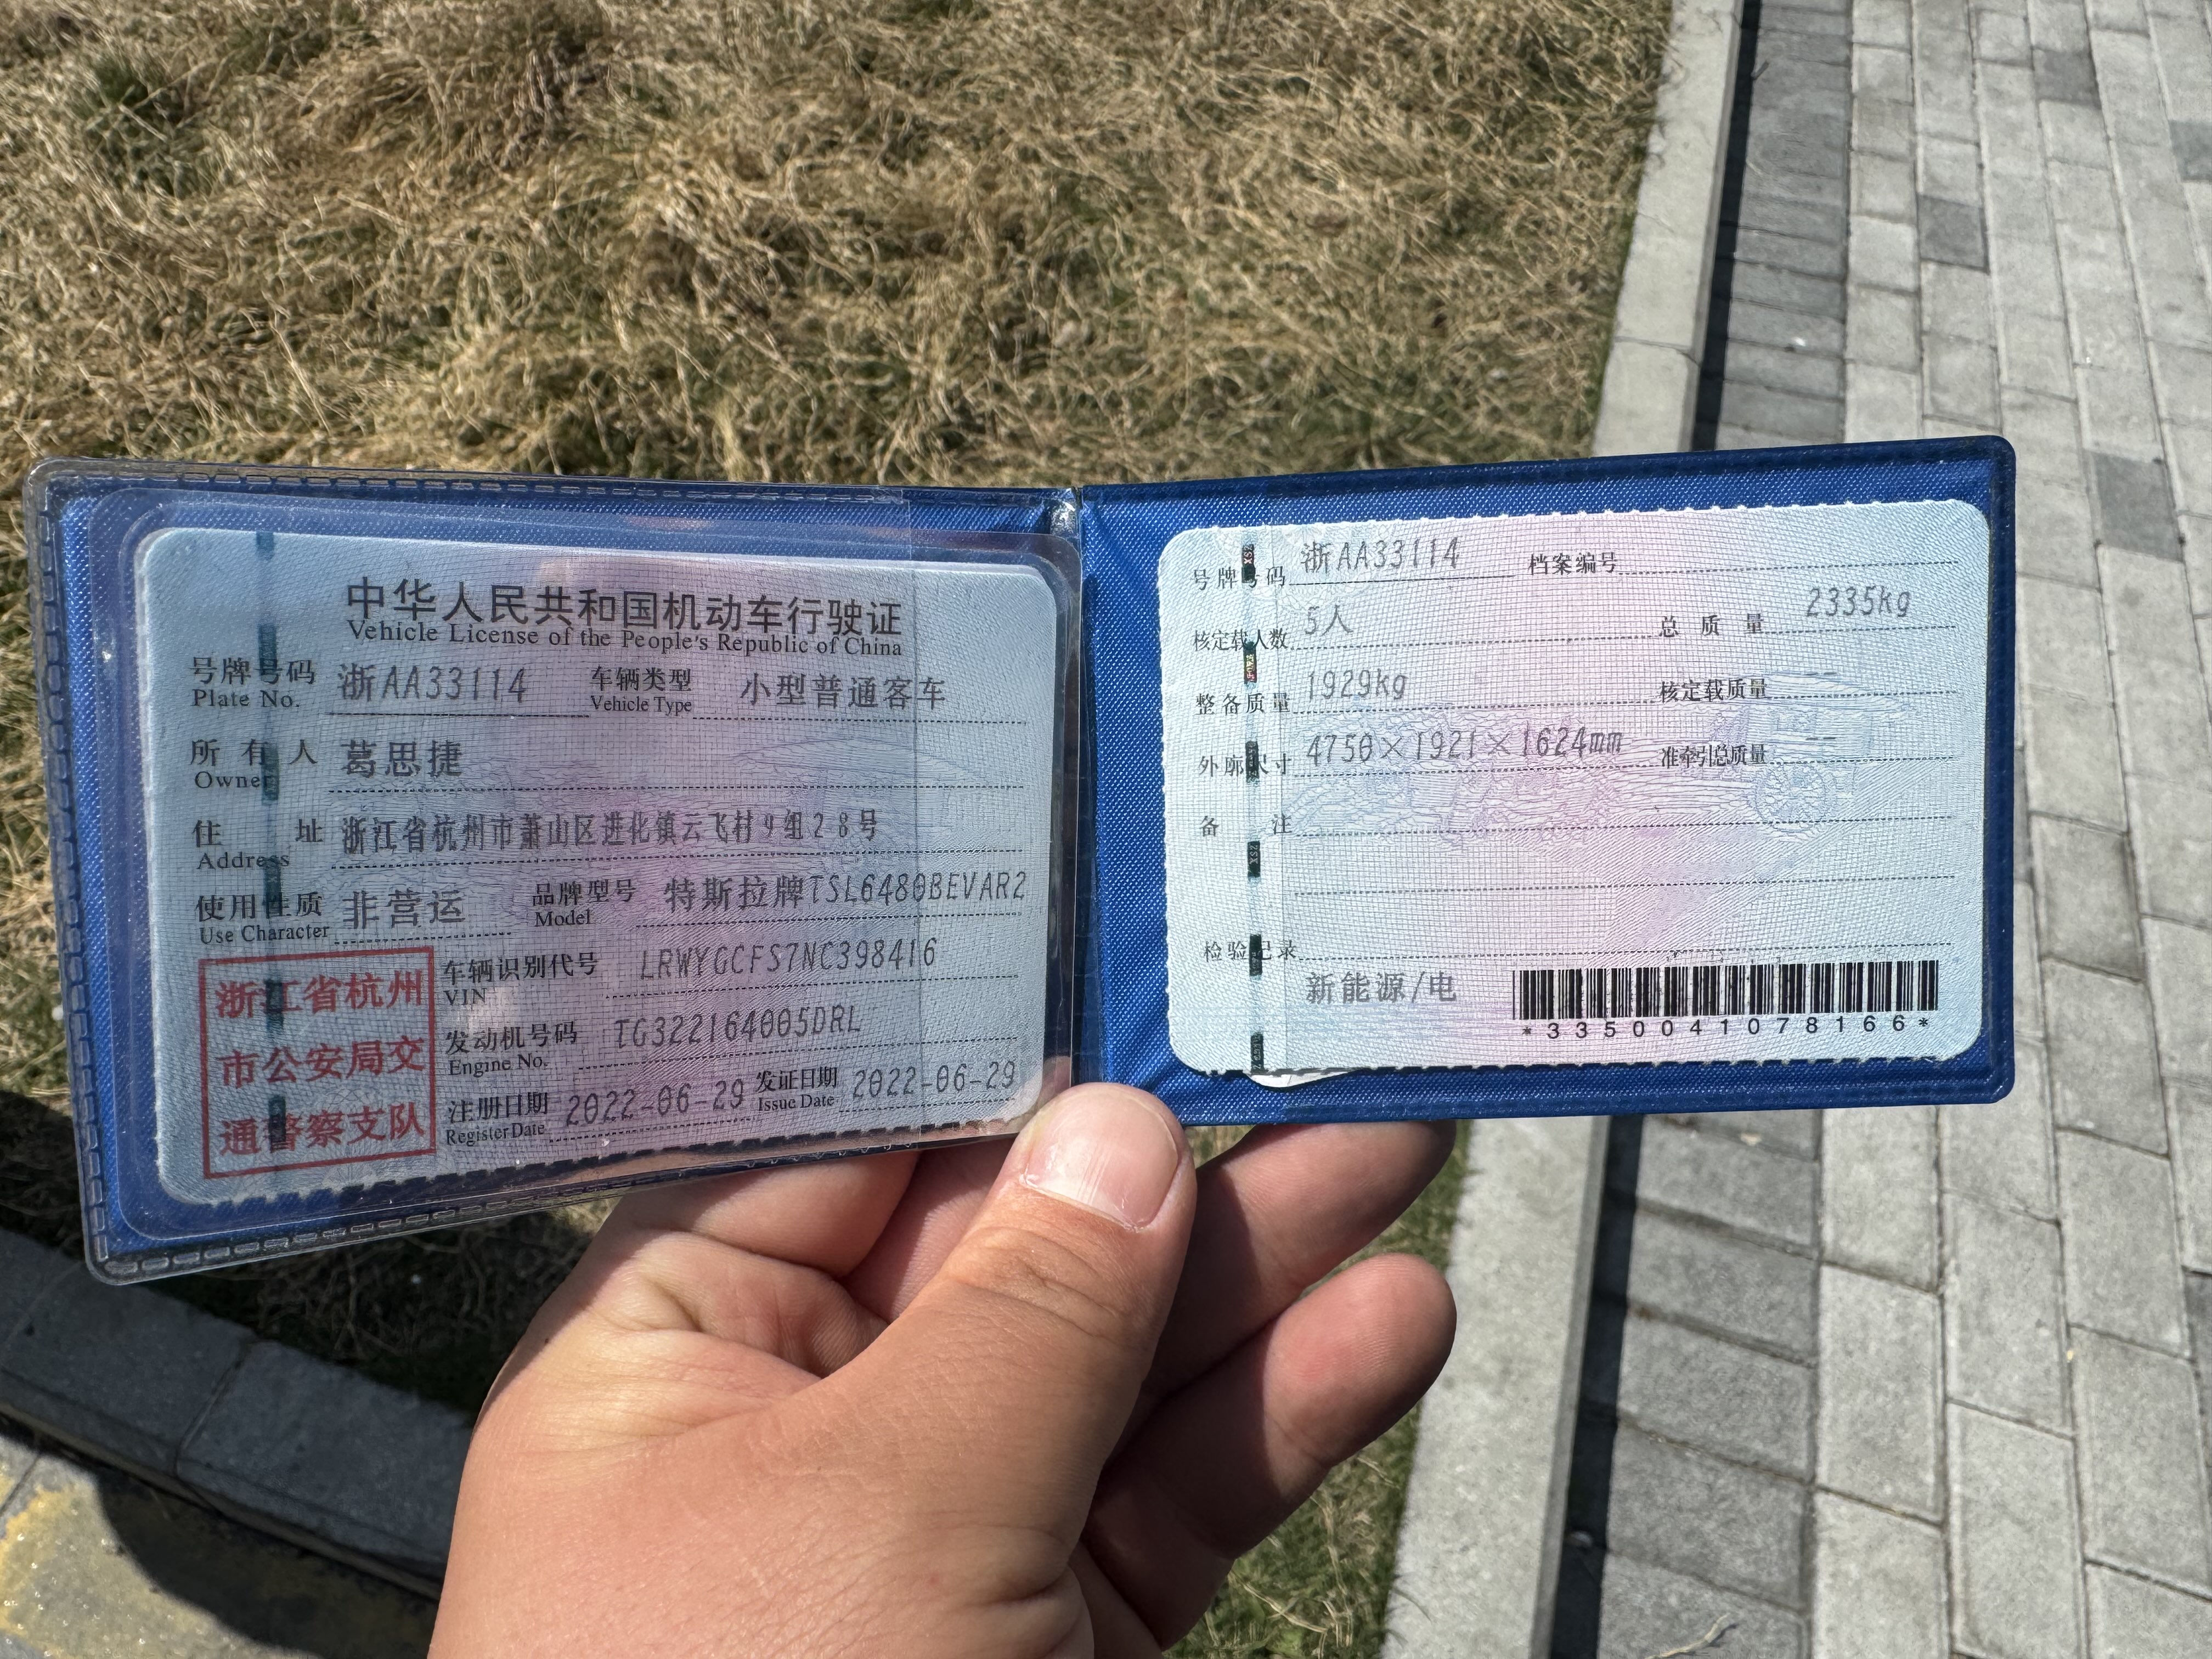 中华人民共和国机动车行驶证
Vehicle License of the People's Republic of China
号牌号码 浙AA33114 车辆类型 小型普通客车
Plate No. Vehicle Type
所有人 葛思捷
Owner
住址 浙江省杭州市萧山区进化镇云飞村9组28号
Address
使用性质 非营运 品牌型号 特斯拉牌TSL6480BEVAR2
Use Character Model
浙江省杭州
市公安局交
通警察支队
车辆识别代号 LRWYGCFS7NC398416
VIN
发动机号码 TG322164005DRL
Engine No.
注册日期 2022-06-29 发证日期 2022-06-29
Register Date Issue Date
号牌号码 浙AA33114 档案编号
核定载人数 5人 总质量 2335kg
整备质量 1929kg 核定载质量 --
外廓尺寸 4750×1921×1624mm 准牵引总质量 --
备注
检验记录
新能源/电
*3350041078166*